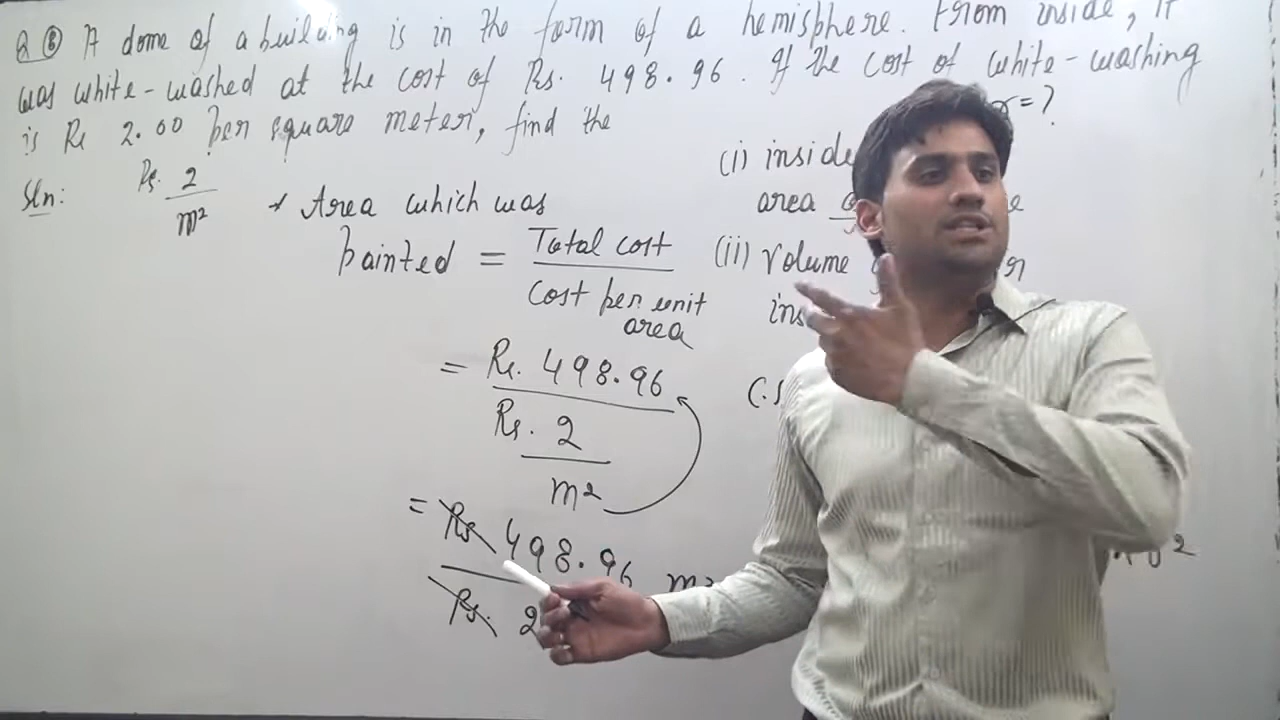 Q 8 A dome of a building is in the form of a hemisphere. From inside, it
was white-washed at the cost of Rs. 498.96. If the cost of white-washing
is Re 2.00 per square meter, find the
r=?
(i) inside
area
(ii) Volume
Sln:
Rs. 2
m²
Area which was
painted = Total cost
Cost per unit
area
= Rs. 498.96
Rs. 2
m²
= Rs 498.96 m²
Rs. 2